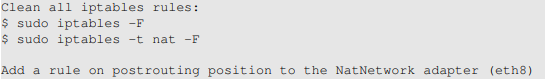 Clean all iptables rules:
$ sudo iptables -F
$ sudo iptables -t nat -F
Add a rule on postrouting position to the NatNetwork adapter (eth8)